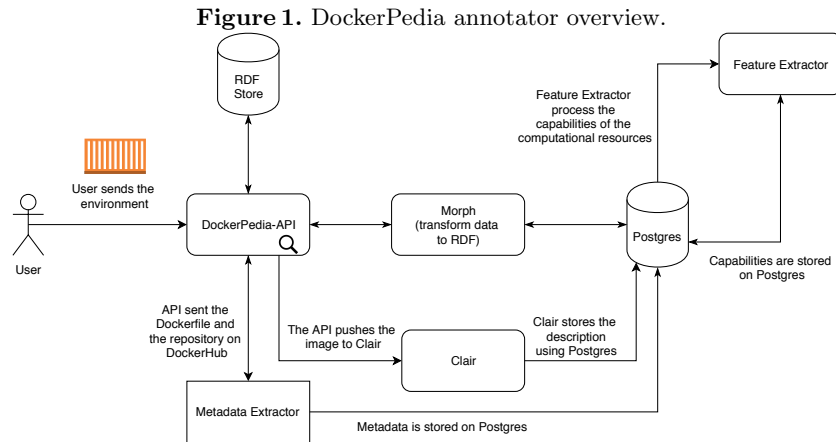 Figure 1. DockerPedia annotator overview.
RDF
Store
Feature Extractor
Feature Extractor
process the
capabilities of the
computational resources
User sends the
environment
DockerPedia-API
Morph
(transform data
to RDF)
Postgres
User
Capabilities are stored
on Postgres
API sent the
Dockerfile and
the repository on
DockerHub
The API pushes the
image to Clair
Clair
Clair stores the
description
using Postgres
Metadata Extractor
Metadata is stored on Postgres